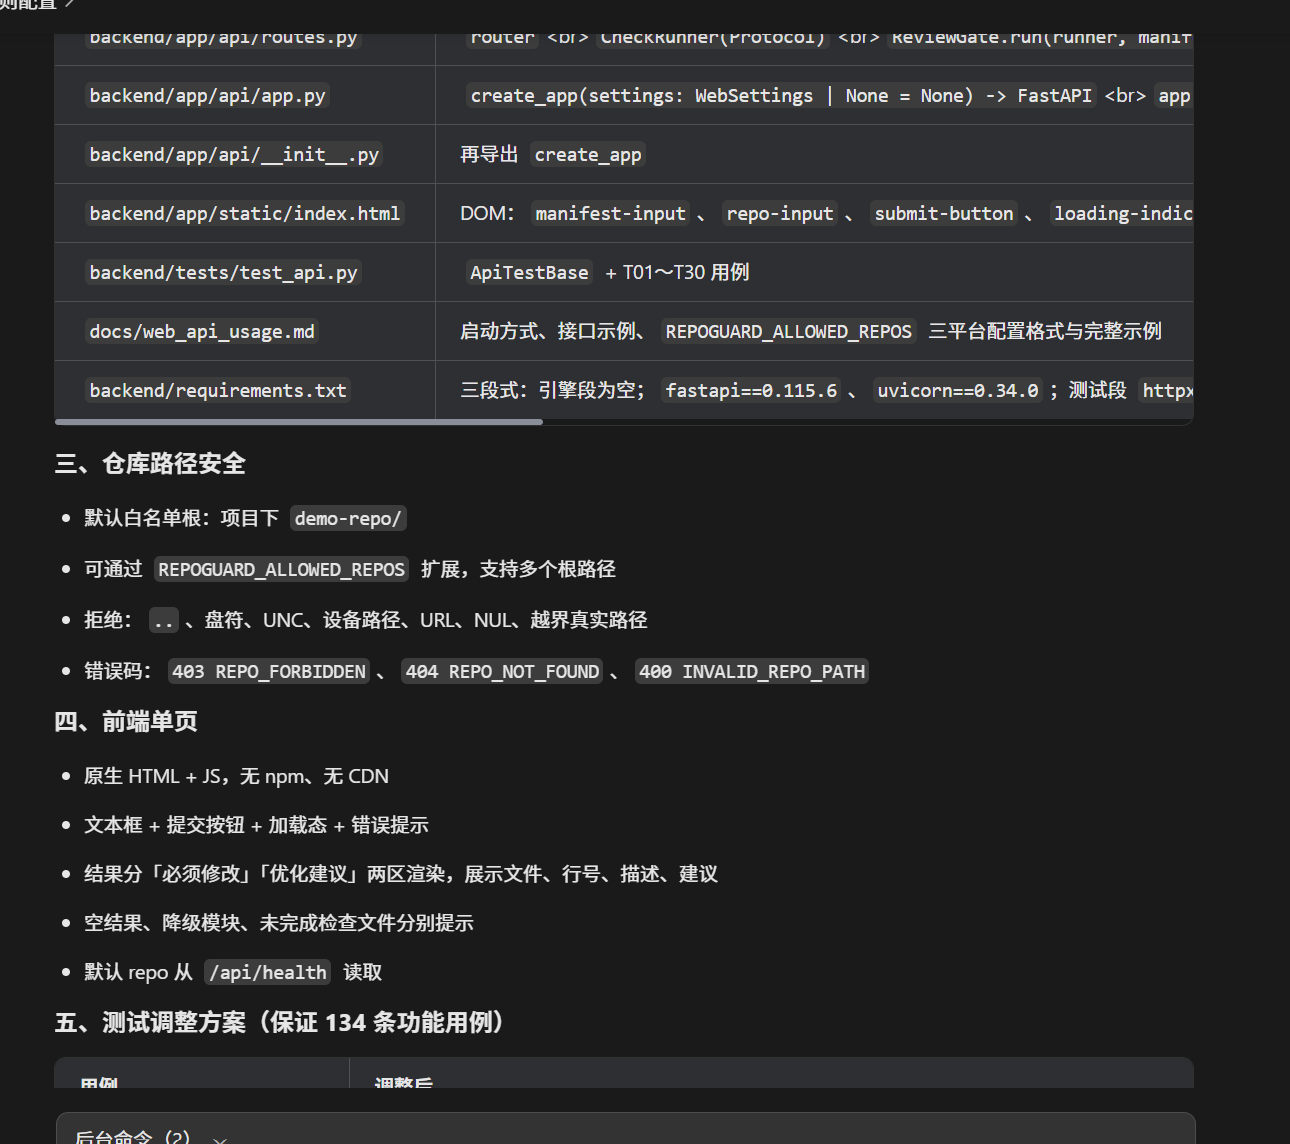 则配置
backend/app/api/routes.py router <br> CheckRunner(Protocol) <br> ReviewGate.run(runner, manif
backend/app/api/app.py create_app(settings: WebSettings | None = None) -> FastAPI <br> app
backend/app/api/__init__.py 再导出 create_app
backend/app/static/index.html DOM： manifest-input 、 repo-input 、 submit-button 、 loading-indic
backend/tests/test_api.py ApiTestBase + T01～T30 用例
docs/web_api_usage.md 启动方式、接口示例、 REPOGUARD_ALLOWED_REPOS 三平台配置格式与完整示例
backend/requirements.txt 三段式：引擎段为空； fastapi==0.115.6 、 uvicorn==0.34.0 ；测试段 httpx
三、仓库路径安全
• 默认白名单根：项目下 demo-repo/
• 可通过 REPOGUARD_ALLOWED_REPOS 扩展，支持多个根路径
• 拒绝： .. 、盘符、UNC、设备路径、URL、NUL、越界真实路径
• 错误码： 403 REPO_FORBIDDEN 、 404 REPO_NOT_FOUND 、 400 INVALID_REPO_PATH
四、前端单页
• 原生 HTML + JS，无 npm、无 CDN
• 文本框 + 提交按钮 + 加载态 + 错误提示
• 结果分「必须修改」「优化建议」两区渲染，展示文件、行号、描述、建议
• 空结果、降级模块、未完成检查文件分别提示
• 默认 repo 从 /api/health 读取
五、测试调整方案（保证 134 条功能用例）
用例 调整后
后台命令（2）